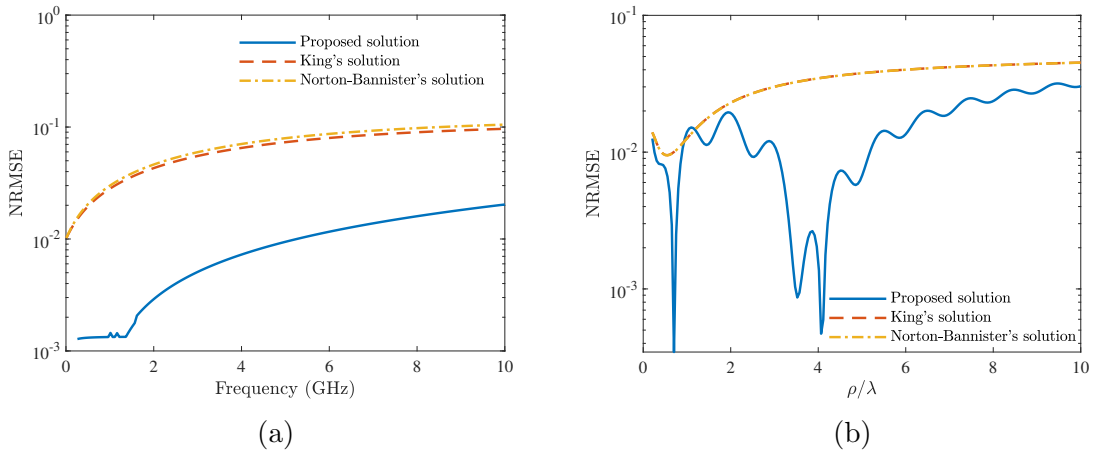 10^0
10^-1
10^-2
10^-3
NRMSE
Proposed solution
King's solution
Norton-Bannister's solution
0 2 4 6 8 10
Frequency (GHz)
(a)
10^-1
10^-2
10^-3
NRMSE
Proposed solution
King's solution
Norton-Bannister's solution
0 2 4 6 8 10
ρ/λ
(b)